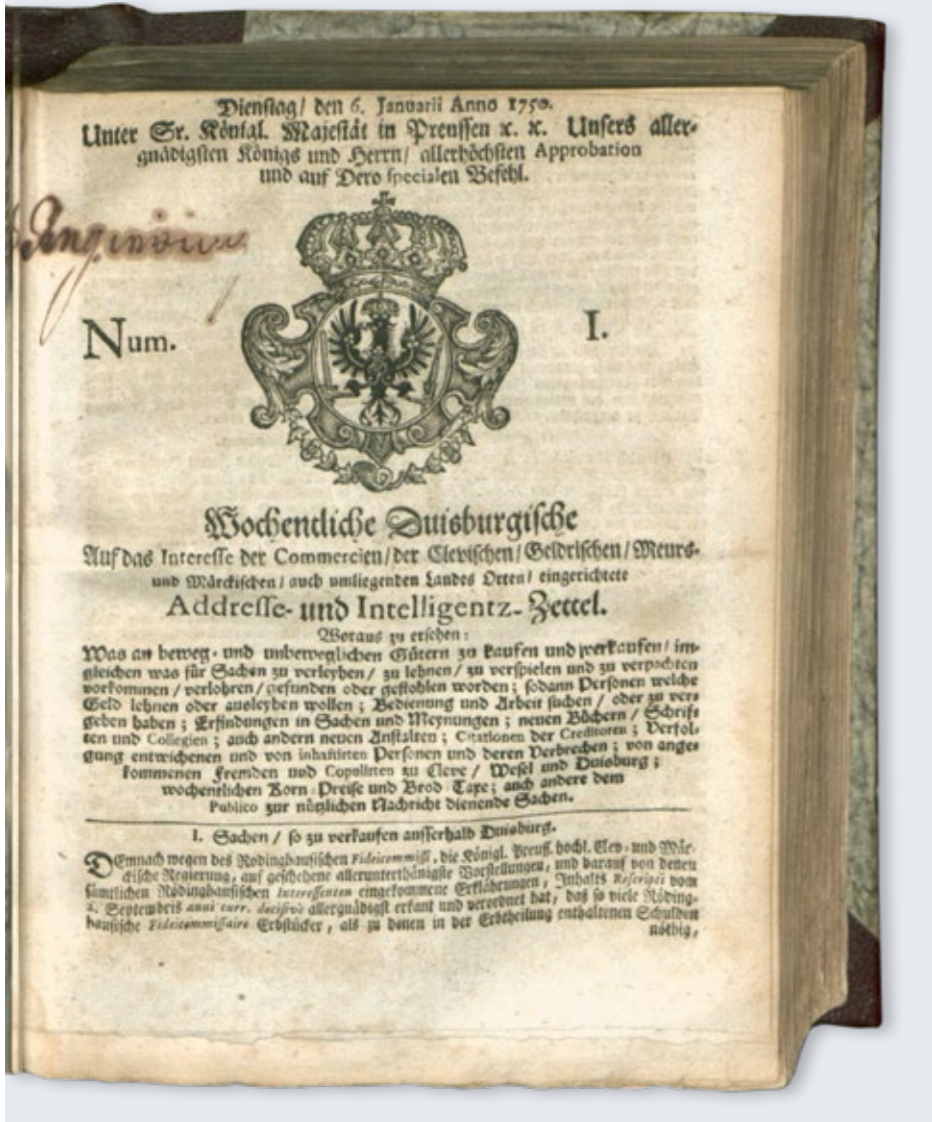 Dienstag/ den 6. Januarii Anno 1750.
Unter Sr. Königl. Majestät in Preussen ꝛc. ꝛc. Unsers aller-
gnädigsten Königs und Herrn/ allerhöchsten Approbation
und auf Dero specialen Befehl.
Num. I.
Wochentliche Duisburgische
Auf das Interesse der Commercien/ der Clevischen/ Geldrischen/ Meurs-
und Märckischen/ auch umliegenden Landes Orten/ eingerichtete
Addresse- und Intelligentz-Zettel.
Woraus zu ersehen:
Was an beweg- und unbeweglichen Gütern zu kaufen und verkaufen/ im-
gleichen was für Sachen zu verleyhen/ zu lehnen/ zu verspielen und zu verpachten
vorkommen/ verlohren/ gefunden oder gestohlen worden; sodann Personen welche
Geld lehnen oder ausleyhen wollen; Bedienung und Arbeit suchen/ oder zu ver-
geben haben; Erfindungen in Sachen und Meynungen; neuen Büchern/ Schrif-
ten und Collegien; auch andern neuen Anstalten; Citationen der Creditoren; Verfol-
gung entwichenen und von inhaftirten Personen und deren Verbrechen; von ange-
kommenen Fremden und Copulirten zu Cleve/ Wesel und Duisburg;
wochentlichen Korn-Preise und Brod-Taxe; auch andere dem
Publico zur nützlichen Nachricht dienende Sachen.
I. Sachen/ so zu verkaufen ausserhalb Duisburg.
DEmnach wegen des Rodinghausischen Fideicommiss, die Königl. Preuss. hochl. Clev- und Mär-
ckische Regierung, auf geschehene allerunterthänigste Vorstellungen, und darauf von denen
sämtlichen Rödinghausischen Interessenten eingekommene Erklährungen, Inhalts Rescripti vom
2. Septembris anni curr. decisivè allergnädigst erkant und verordnet hat, daß so viele Röding-
hausische Fideicommissaire Erbstücker, als zu denen in der Erbtheilung enthaltenen Schulden
nöthig,